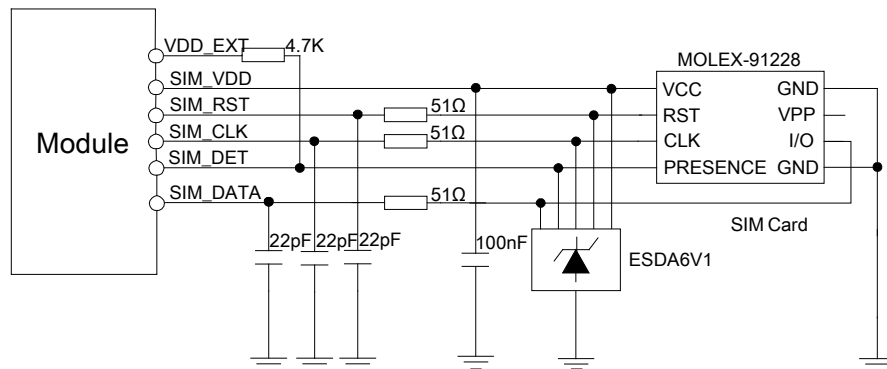 VDD_EXT 4.7K
MOLEX-91228
SIM_VDD
VCC GND
SIM_RST 51Ω
RST VPP
SIM_CLK 51Ω
CLK I/O
Module
SIM_DET
PRESENCE GND
SIM_DATA 51Ω
SIM Card
22pF 22pF 22pF 100nF
ESDA6V1